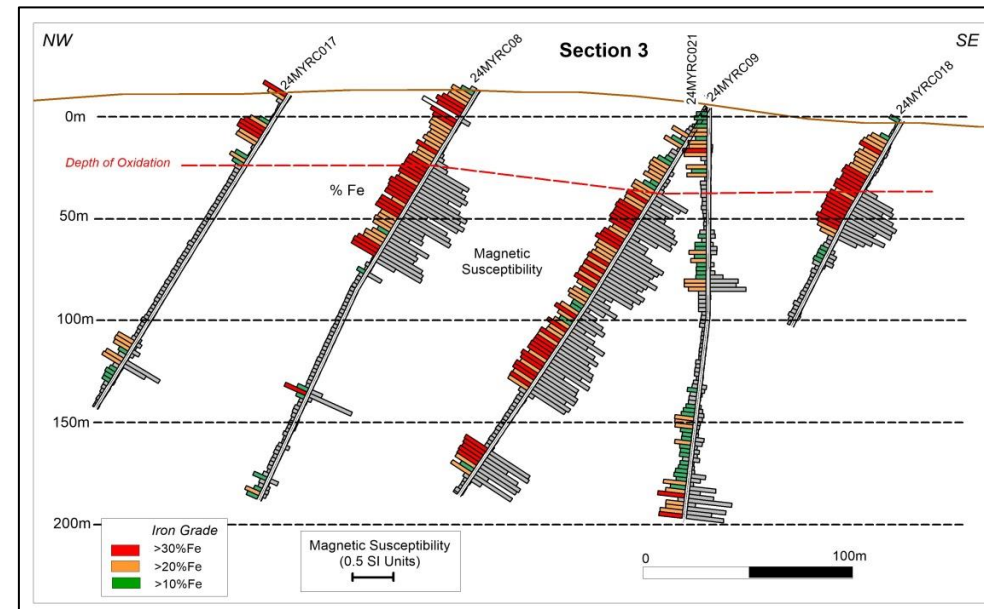 NW
Section 3
SE
24MYRC017
24MYRC08
24MYRC021
24MYRC09
24MYRC018
0m
Depth of Oxidation
% Fe
50m
Magnetic
Susceptibility
100m
150m
200m
Iron Grade
>30%Fe
>20%Fe
>10%Fe
Magnetic Susceptibility
(0.5 SI Units)
0
100m